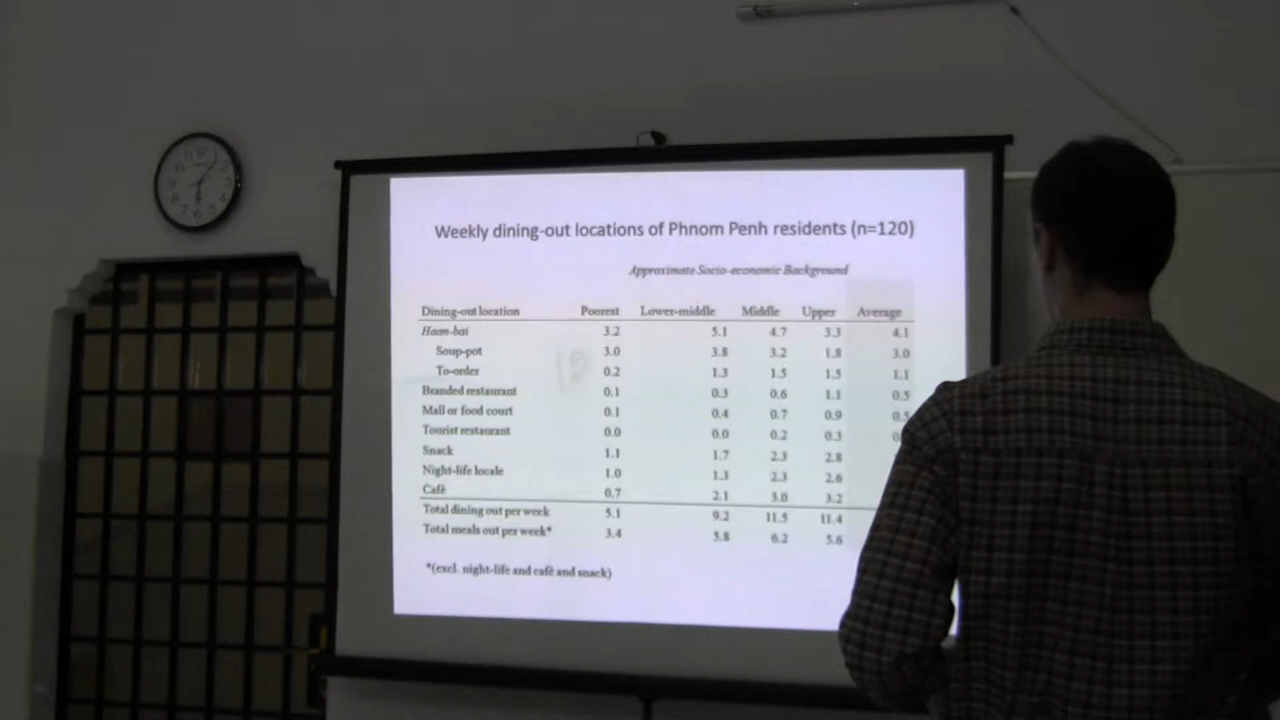 Weekly dining-out locations of Phnom Penh residents (n=120)
Approximate Socio-economic Background
Dining-out location Poorest Lower-middle Middle Upper Average
Haan-bai 3.2 5.1 4.7 3.3 4.1
Soup-pot 3.0 3.8 3.2 1.8 3.0
To-order 0.2 1.3 1.5 1.5 1.1
Branded restaurant 0.1 0.3 0.6 1.1 0.5
Mall or food court 0.1 0.4 0.7 0.9 0.5
Tourist restaurant 0.0 0.0 0.2 0.3
Snack 1.1 1.7 2.3 2.8
Night-life locale 1.0 1.3 2.3 2.6
Cafè 0.7 2.1 3.0 3.2
Total dining out per week 5.1 9.2 11.5 11.4
Total meals out per week* 3.4 5.8 6.2 5.6
*(excl. night-life and cafè and snack)